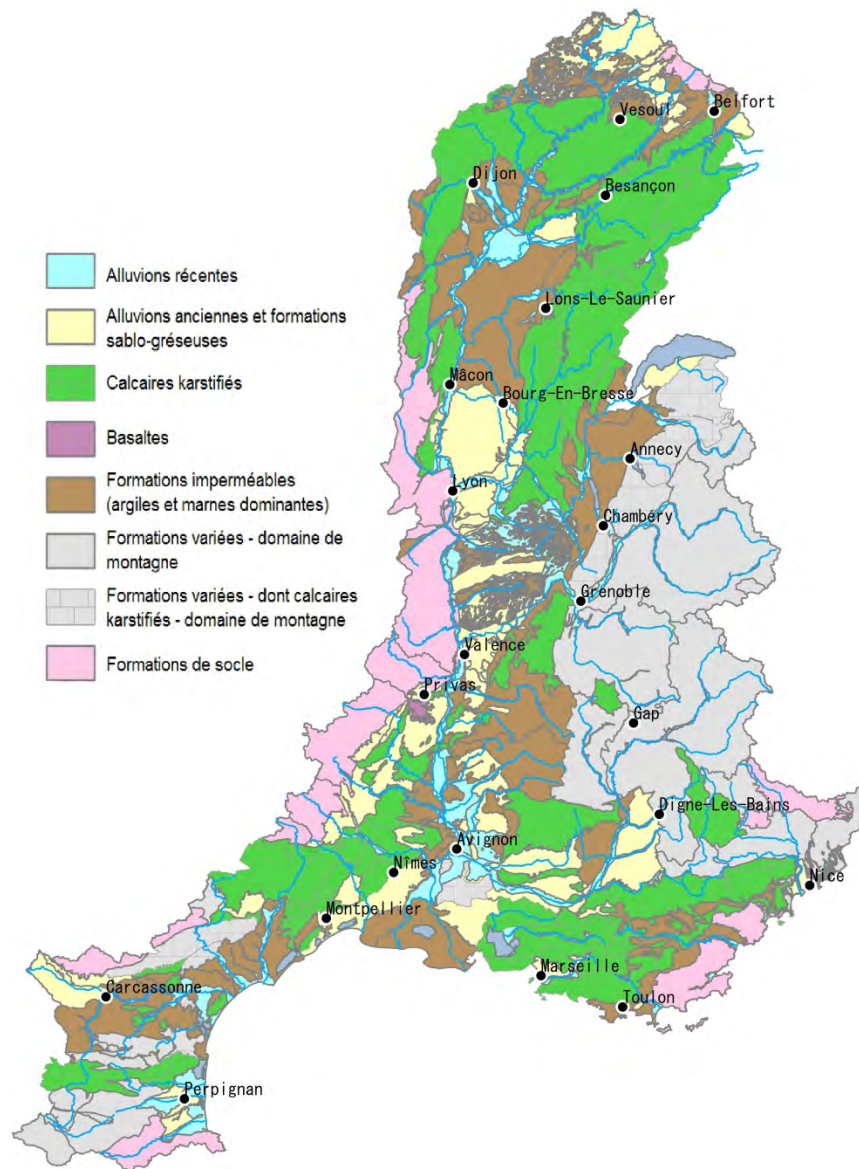 Vesoul
Belfort
Dijon
Besançon
Lons-Le-Saunier
Mâcon
Bourg-En-Bresse
Annecy
Lyon
Chambéry
Grenoble
Valence
Privas
Gap
Digne-Les-Bains
Avignon
Nîmes
Nice
Montpellier
Marseille
Carcassonne
Toulon
Perpignan
Alluvions récentes
Alluvions anciennes et formations
sablo-gréseuses
Calcaires karstifiés
Basaltes
Formations imperméables
(argiles et marnes dominantes)
Formations variées - domaine de
montagne
Formations variées - dont calcaires
karstifiés - domaine de montagne
Formations de socle